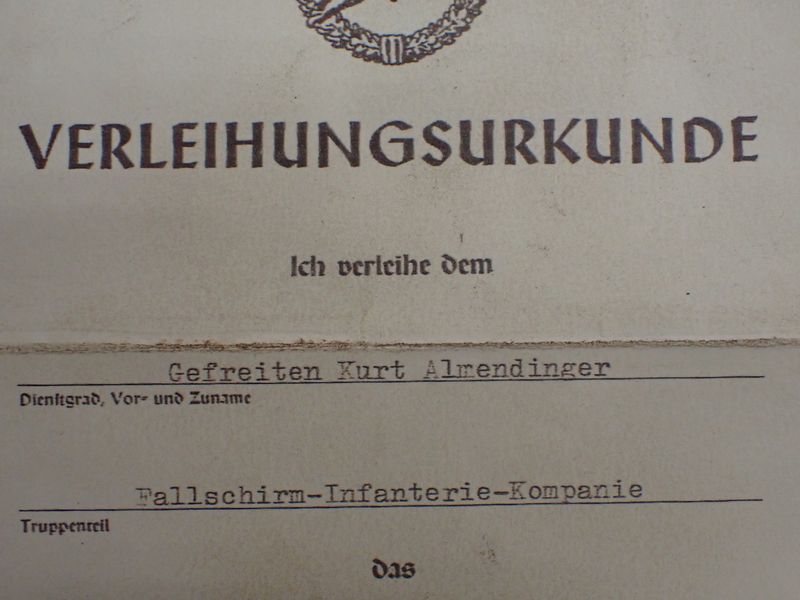 VERLEIHUNGSURKUNDE
Ich verleihe dem
Gefreiten Kurt Almendinger
Dienstgrad, Vor- und Zuname
Fallschirm-Infanterie-Kompanie
Truppenteil
das